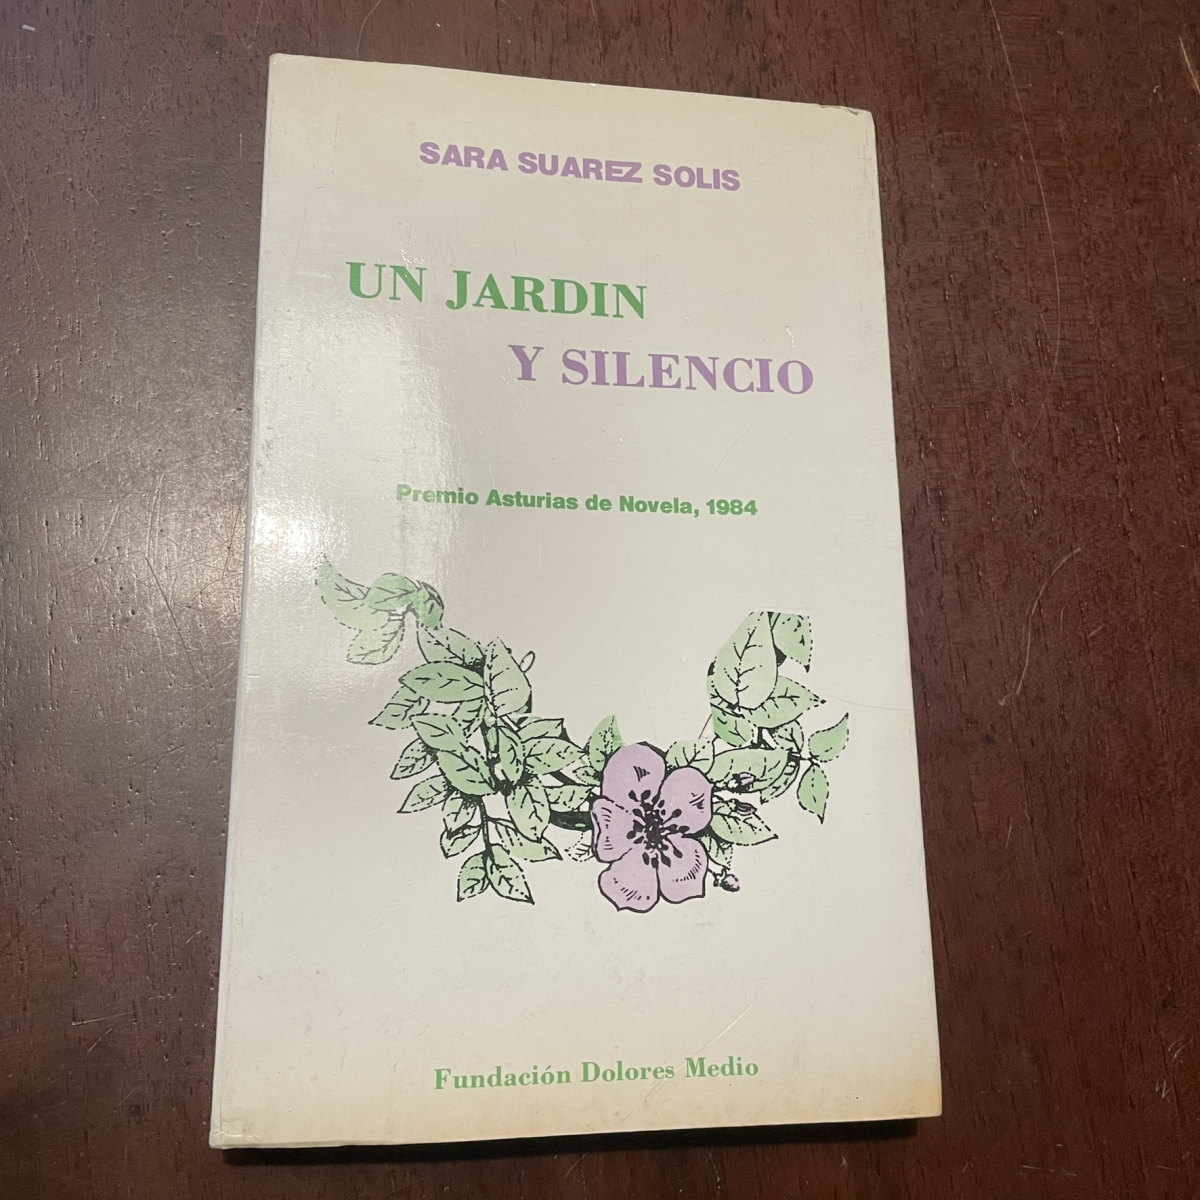 SARA SUAREZ SOLIS
UN JARDIN
Y SILENCIO
Premio Asturias de Novela, 1984
Fundación Dolores Medio